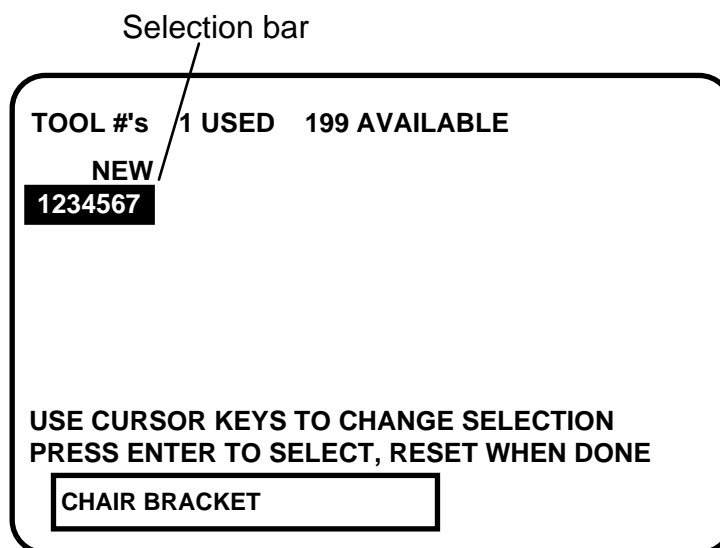 Selection bar
TOOL #'s 1 USED 199 AVAILABLE
NEW
1234567
USE CURSOR KEYS TO CHANGE SELECTION
PRESS ENTER TO SELECT, RESET WHEN DONE
CHAIR BRACKET